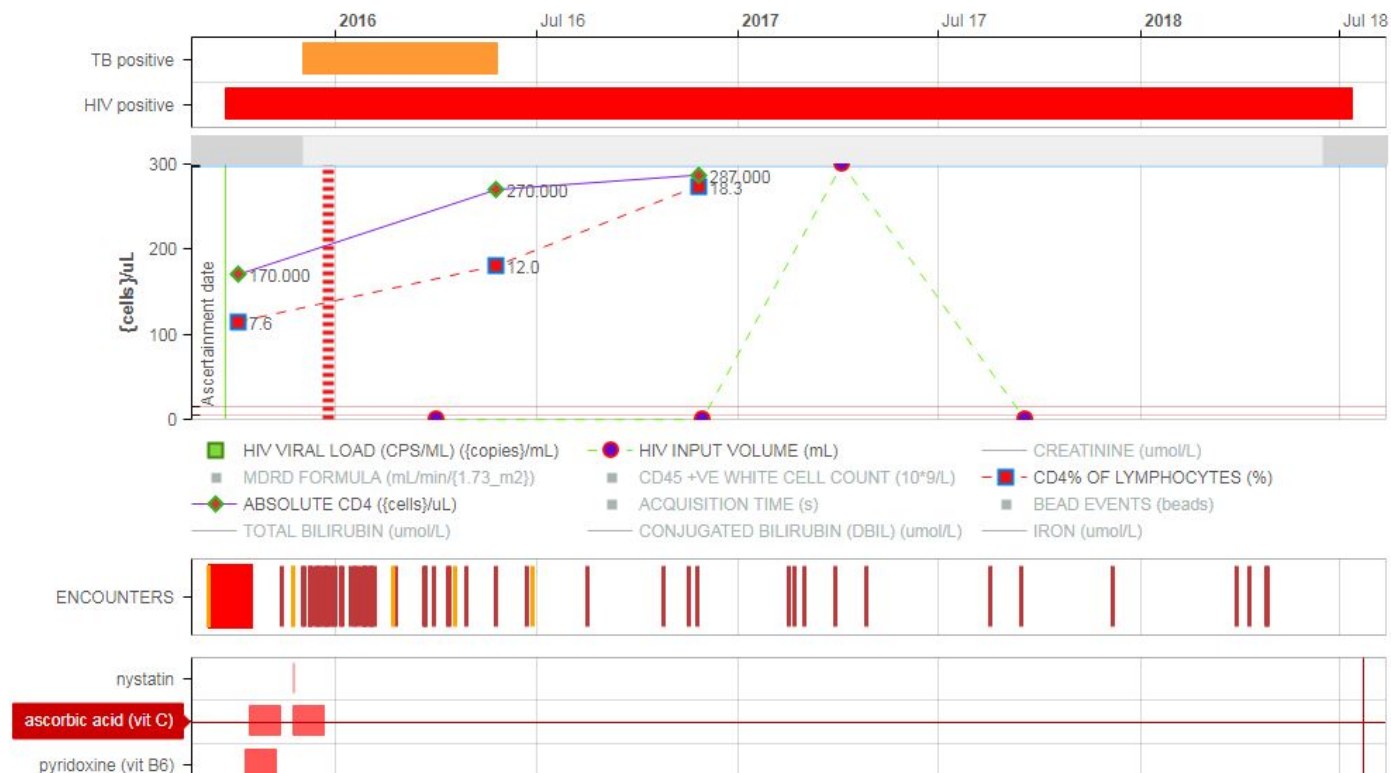 2016 Jul 16 2017 Jul 17 2018 Jul 18
TB positive
HIV positive
300
200
100
0
{cells}/uL
Ascertainment date
170.000
270.000
287.000
7.6
12.0
18.3
HIV VIRAL LOAD (CPS/ML) ({copies}/mL) HIV INPUT VOLUME (mL) CREATININE (umol/L)
MDRD FORMULA (mL/min/{1.73_m2}) CD45 +VE WHITE CELL COUNT (10*9/L) CD4% OF LYMPHOCYTES (%)
ABSOLUTE CD4 ({cells}/uL) ACQUISITION TIME (s) BEAD EVENTS (beads)
TOTAL BILIRUBIN (umol/L) CONJUGATED BILIRUBIN (DBIL) (umol/L) IRON (umol/L)
ENCOUNTERS
nystatin
ascorbic acid (vit C)
pyridoxine (vit B6)